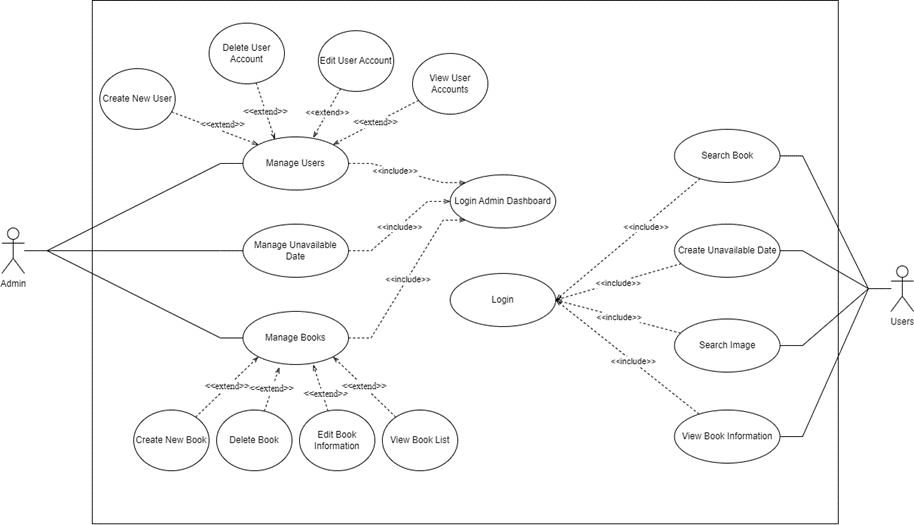 Delete User
Account
Edit User Account
View User
Accounts
Create New User
<<extend>>
<<extend>>
<<extend>>
<<extend>>
Manage Users
<<include>>
Search Book
Login Admin Dashboard
<<include>>
<<include>>
Manage Unavailable
Date
Create Unavailable Date
Admin
<<include>>
<<include>>
Login
Users
<<include>>
Manage Books
Search Image
<<include>>
<<extend>>
<<extend>>
<<extend>>
<<extend>>
Create New Book
Delete Book
Edit Book
Information
View Book List
View Book Information